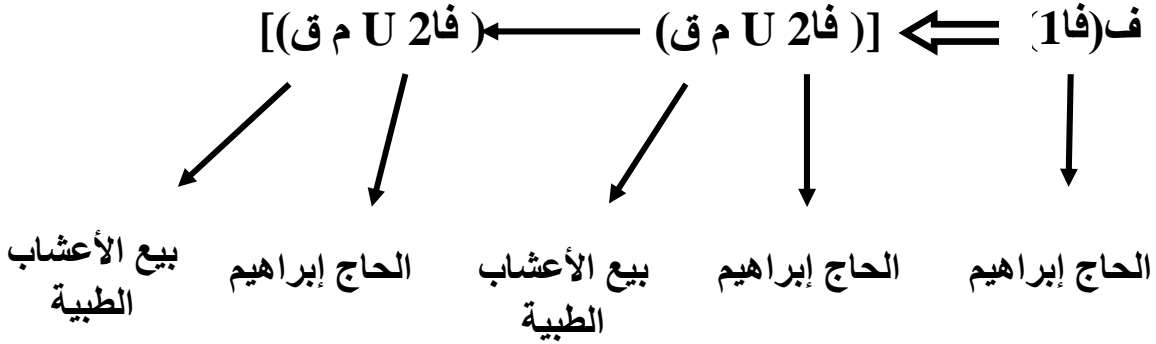 ف(فا1) [( فا2 U م ق) ( فا2 U م ق)]
الحاج إبراهيم
الحاج إبراهيم
بيع الأعشاب
الطبية
الحاج إبراهيم
بيع الأعشاب
الطبية